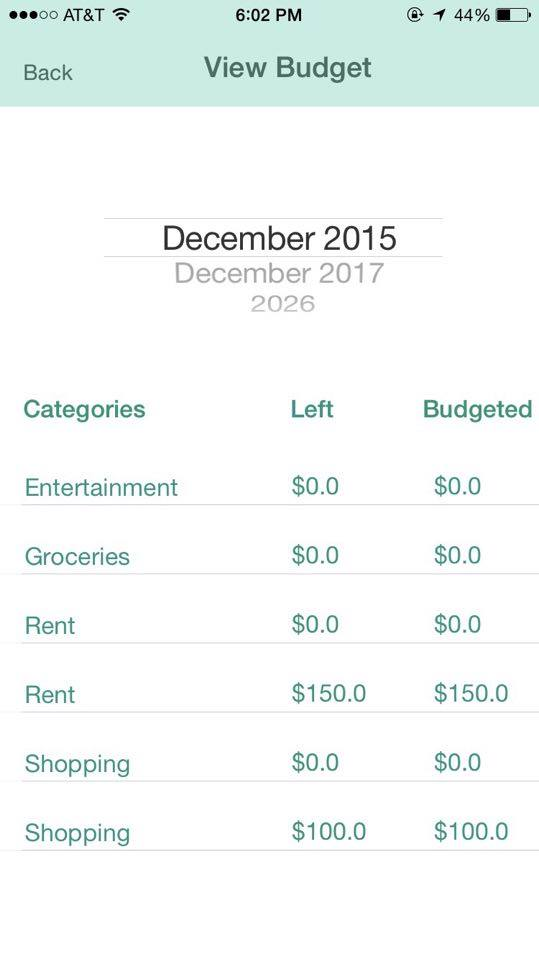 AT&T 6:02 PM 44%
Back View Budget
December 2015
December 2017
2026
Categories Left Budgeted
Entertainment $0.0 $0.0
Groceries $0.0 $0.0
Rent $0.0 $0.0
Rent $150.0 $150.0
Shopping $0.0 $0.0
Shopping $100.0 $100.0